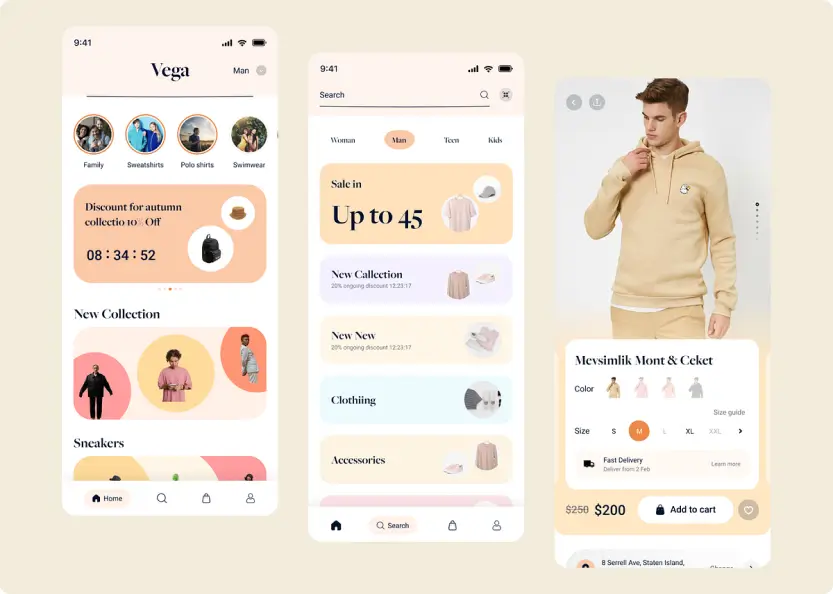 9:41
Vega
Man
Family
Sweatshirts
Polo shirts
Swimwear
Discount for autumn
collectio 10% Off
08 : 34 : 52
New Collection
Sneakers
Home
9:41
Search
Woman
Man
Teen
Kids
Sale in
Up to 45
New Callection
20% ongoing discount 12:23:17
New New
20% ongoing discount 12:23:17
Clothiing
Accessories
Search
Mevsimlik Mont & Ceket
Color
Size guide
Size
S
M
L
XL
XXL
Fast Delivery
Deliver from 2 Feb
Learn more
$250
$200
Add to cart
8 Serrell Ave, Staten Island,
Change